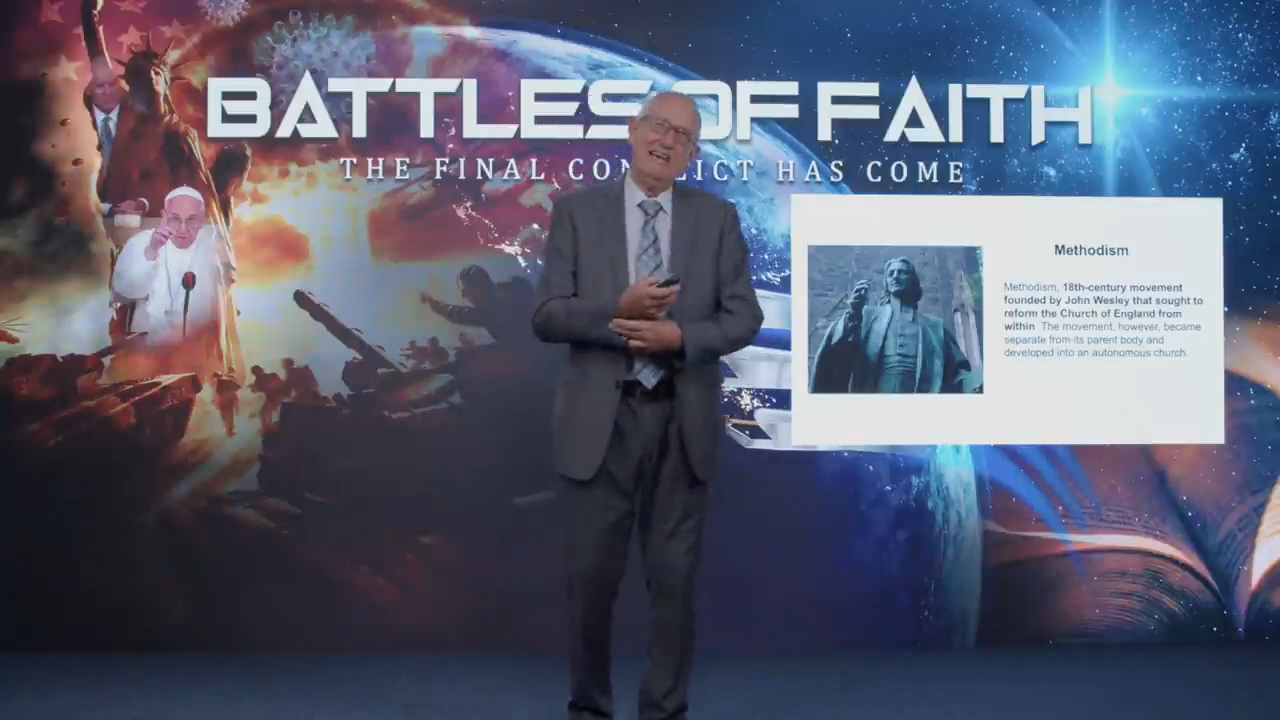 BATTLES OF FAITH
THE FINAL CONFLICT HAS COME
Methodism
Methodism, 18th-century movement
founded by John Wesley that sought to
reform the Church of England from
within The movement, however, became
separate from its parent body and
developed into an autonomous church.